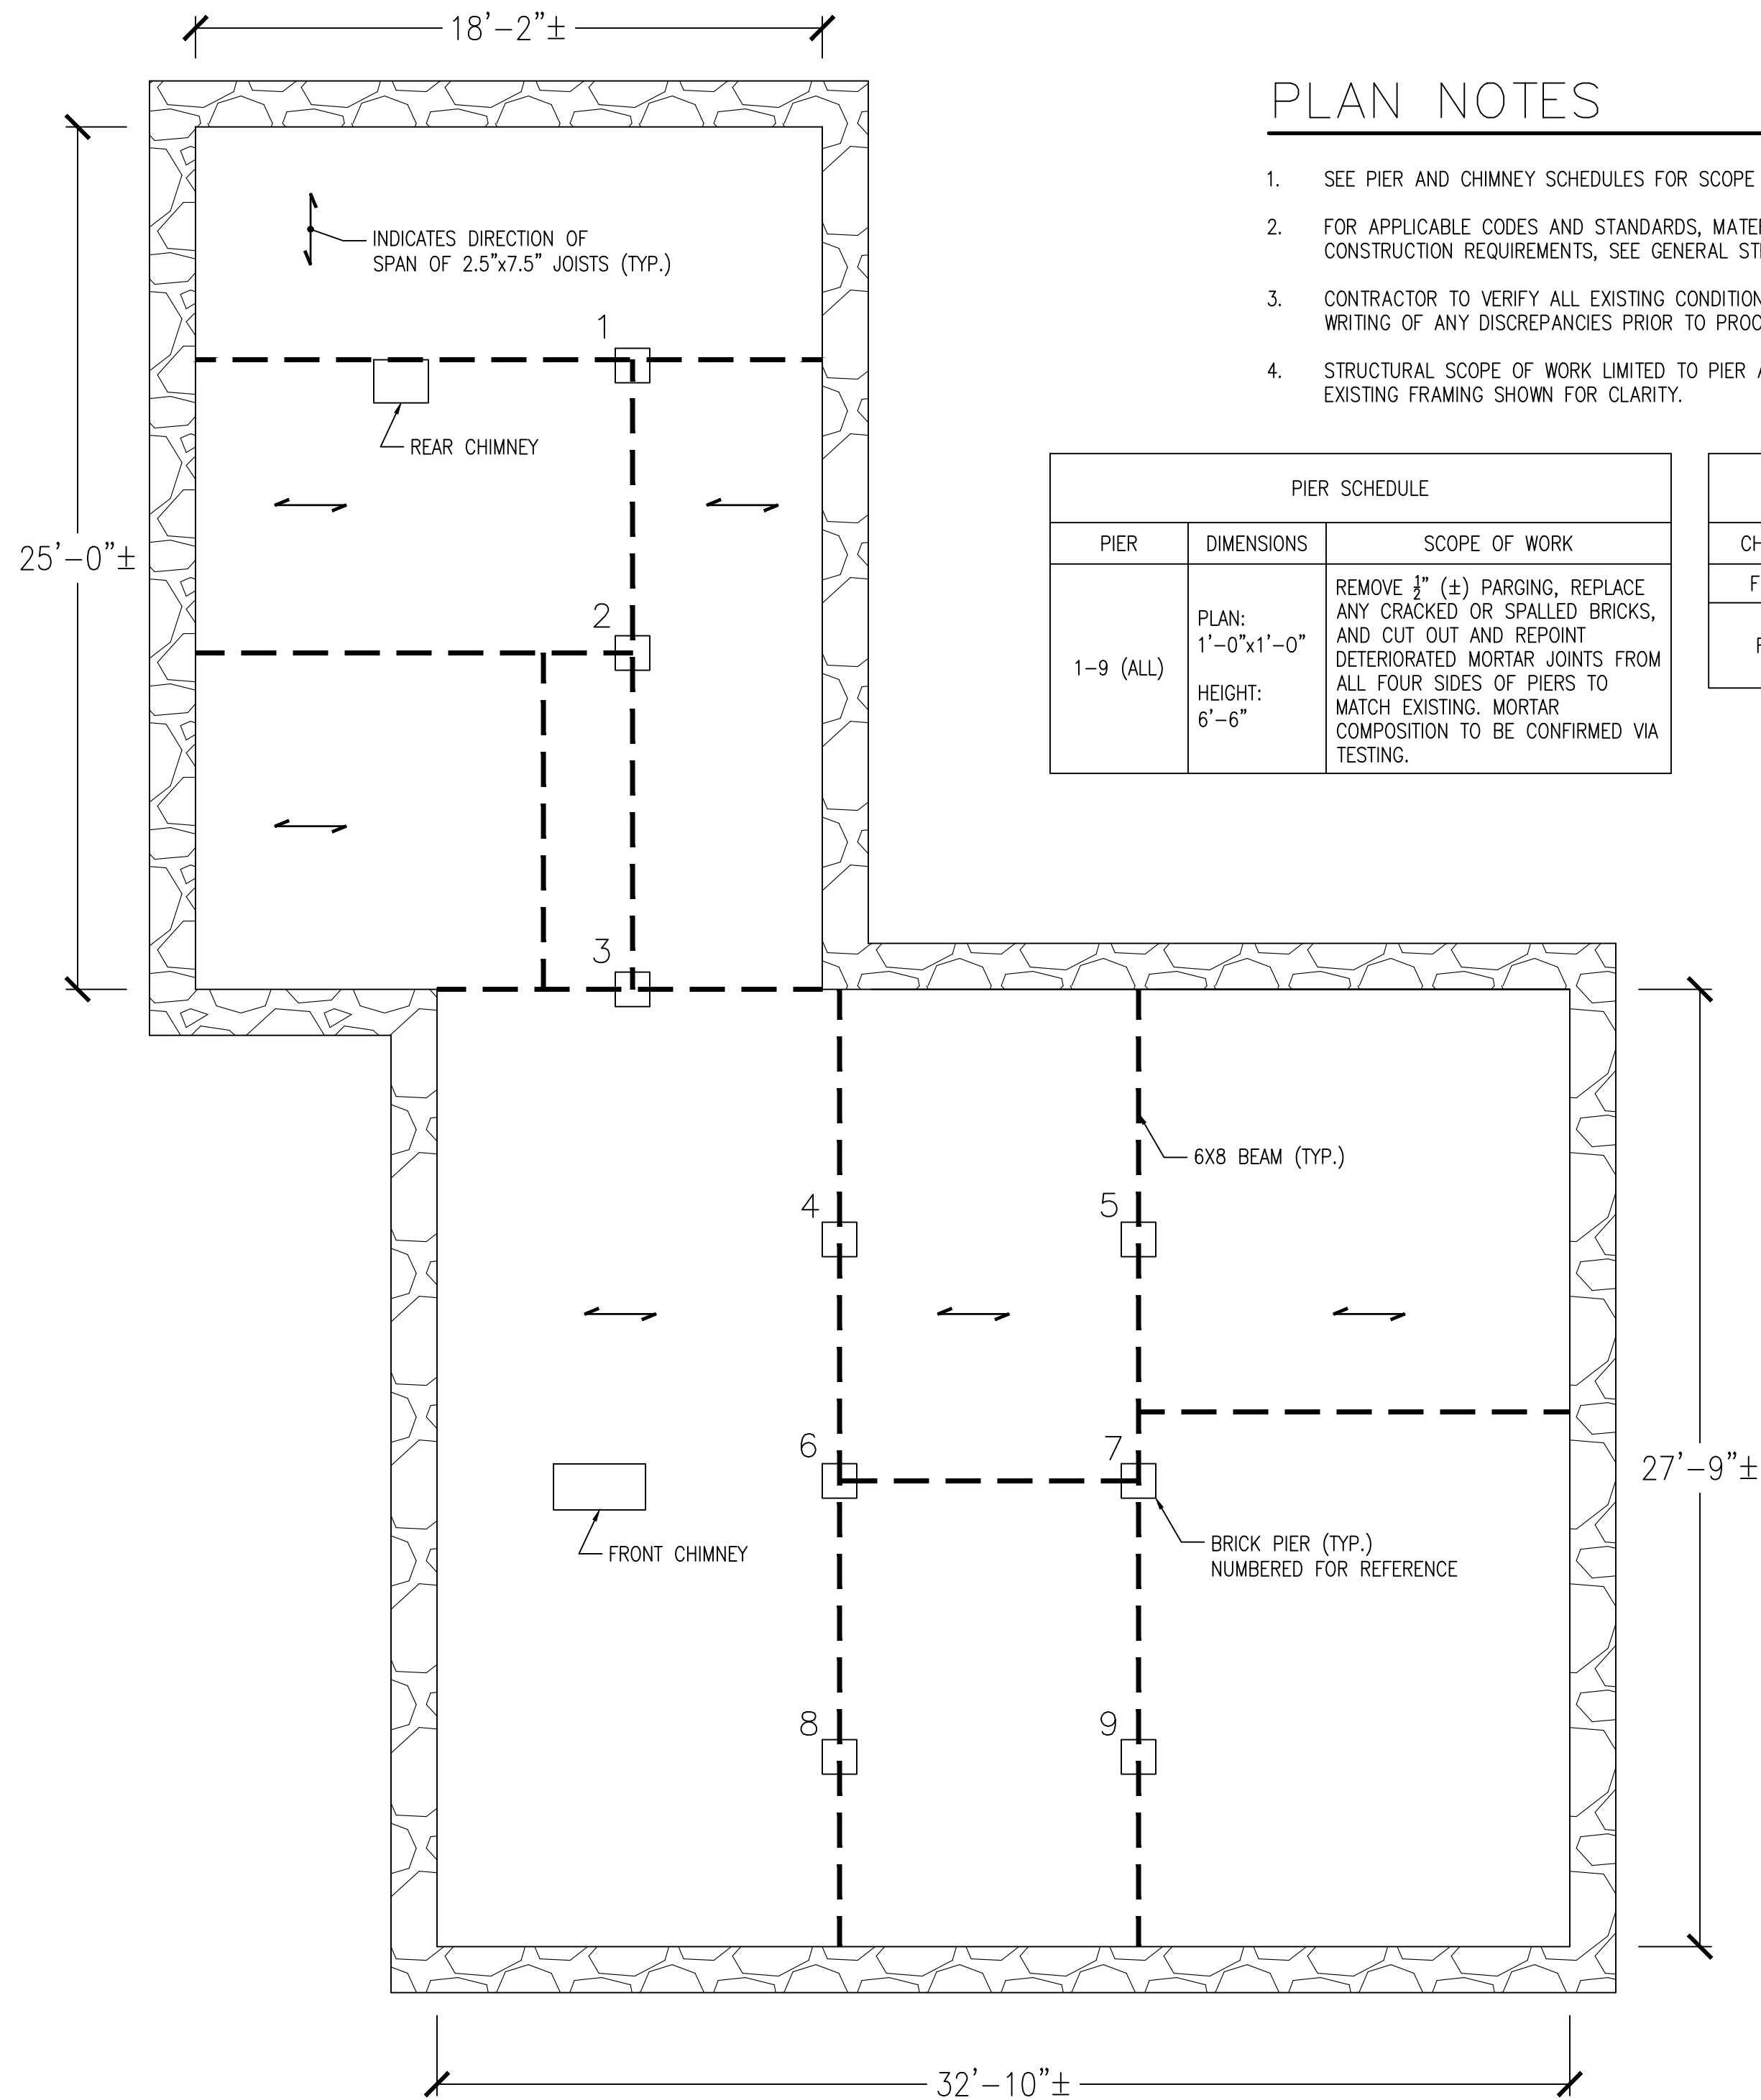 18'-2"±
PLAN NOTES
1. SEE PIER AND CHIMNEY SCHEDULES FOR SCOPE
2. FOR APPLICABLE CODES AND STANDARDS,
CONSTRUCTION REQUIREMENTS, SEE GENERAL
3. CONTRACTOR TO VERIFY ALL EXISTING
WRITING OF ANY DISCREPANCIES PRIOR TO
4. STRUCTURAL SCOPE OF WORK LIMITED TO PIER
EXISTING FRAMING SHOWN FOR CLARITY.
INDICATES DIRECTION OF
SPAN OF 2.5"x7.5" JOISTS (TYP.)
1
REAR CHIMNEY
25'-0"±
2
3
PIER SCHEDULE
PIER
DIMENSIONS
SCOPE OF WORK
1-9 (ALL)
PLAN:
1'-0"x1'-0"
HEIGHT:
6'-6"
REMOVE ½" (±) PARGING, REPLACE
ANY CRACKED OR SPALLED BRICKS,
AND CUT OUT AND REPOINT
DETERIORATED MORTAR JOINTS FROM
ALL FOUR SIDES OF PIERS TO
MATCH EXISTING. MORTAR
COMPOSITION TO BE CONFIRMED VIA
TESTING.
6X8 BEAM (TYP.)
4
5
6
7
27'-9"±
FRONT CHIMNEY
BRICK PIER (TYP.)
NUMBERED FOR REFERENCE
8
9
32'-10"±